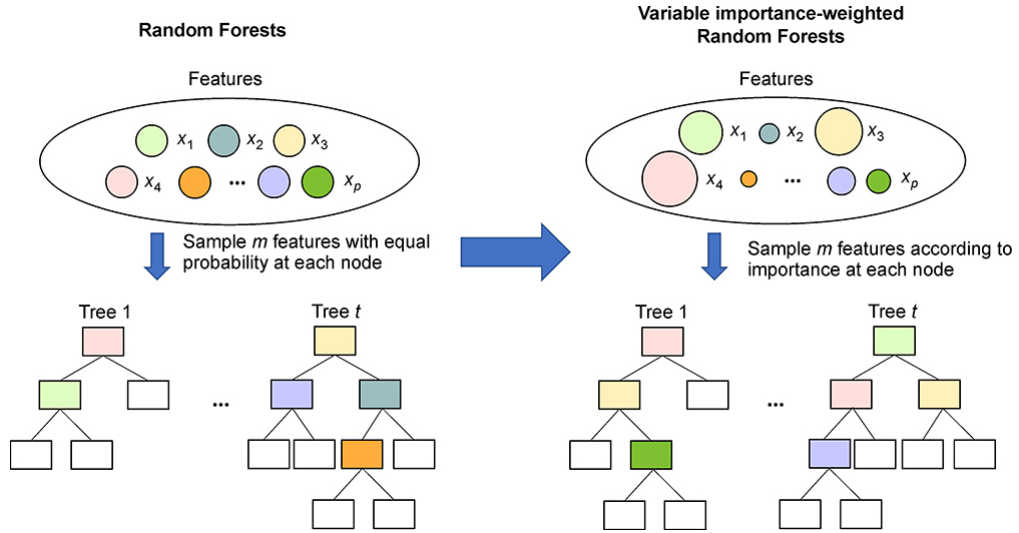 Random Forests
Features
x1
x2
x3
x4
...
xp
Sample m features with equal
probability at each node
Tree 1
Tree t
...
Variable importance-weighted
Random Forests
Features
x1
x2
x3
x4
...
xp
Sample m features according to
importance at each node
Tree 1
Tree t
...